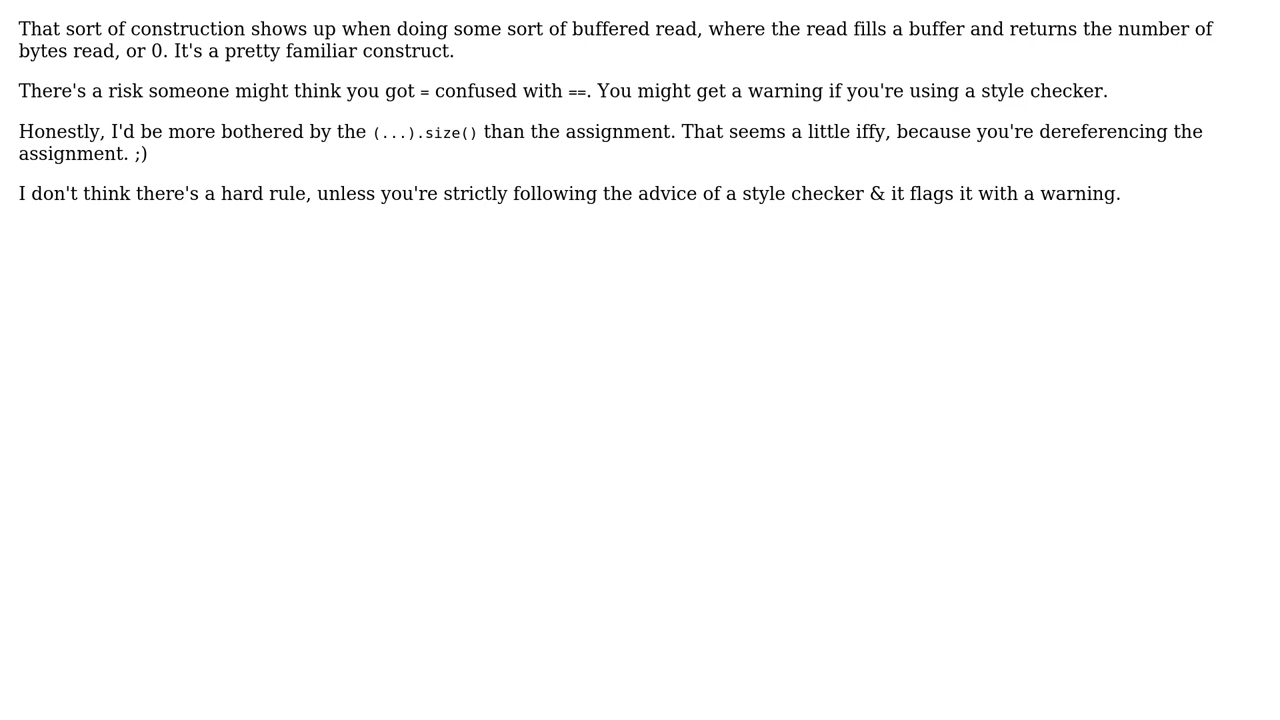 That sort of construction shows up when doing some sort of buffered read, where the read fills a buffer and returns the number of
bytes read, or 0. It's a pretty familiar construct.
There's a risk someone might think you got = confused with ==. You might get a warning if you're using a style checker.
Honestly, I'd be more bothered by the (...).size() than the assignment. That seems a little iffy, because you're dereferencing the
assignment. ;)
I don't think there's a hard rule, unless you're strictly following the advice of a style checker & it flags it with a warning.